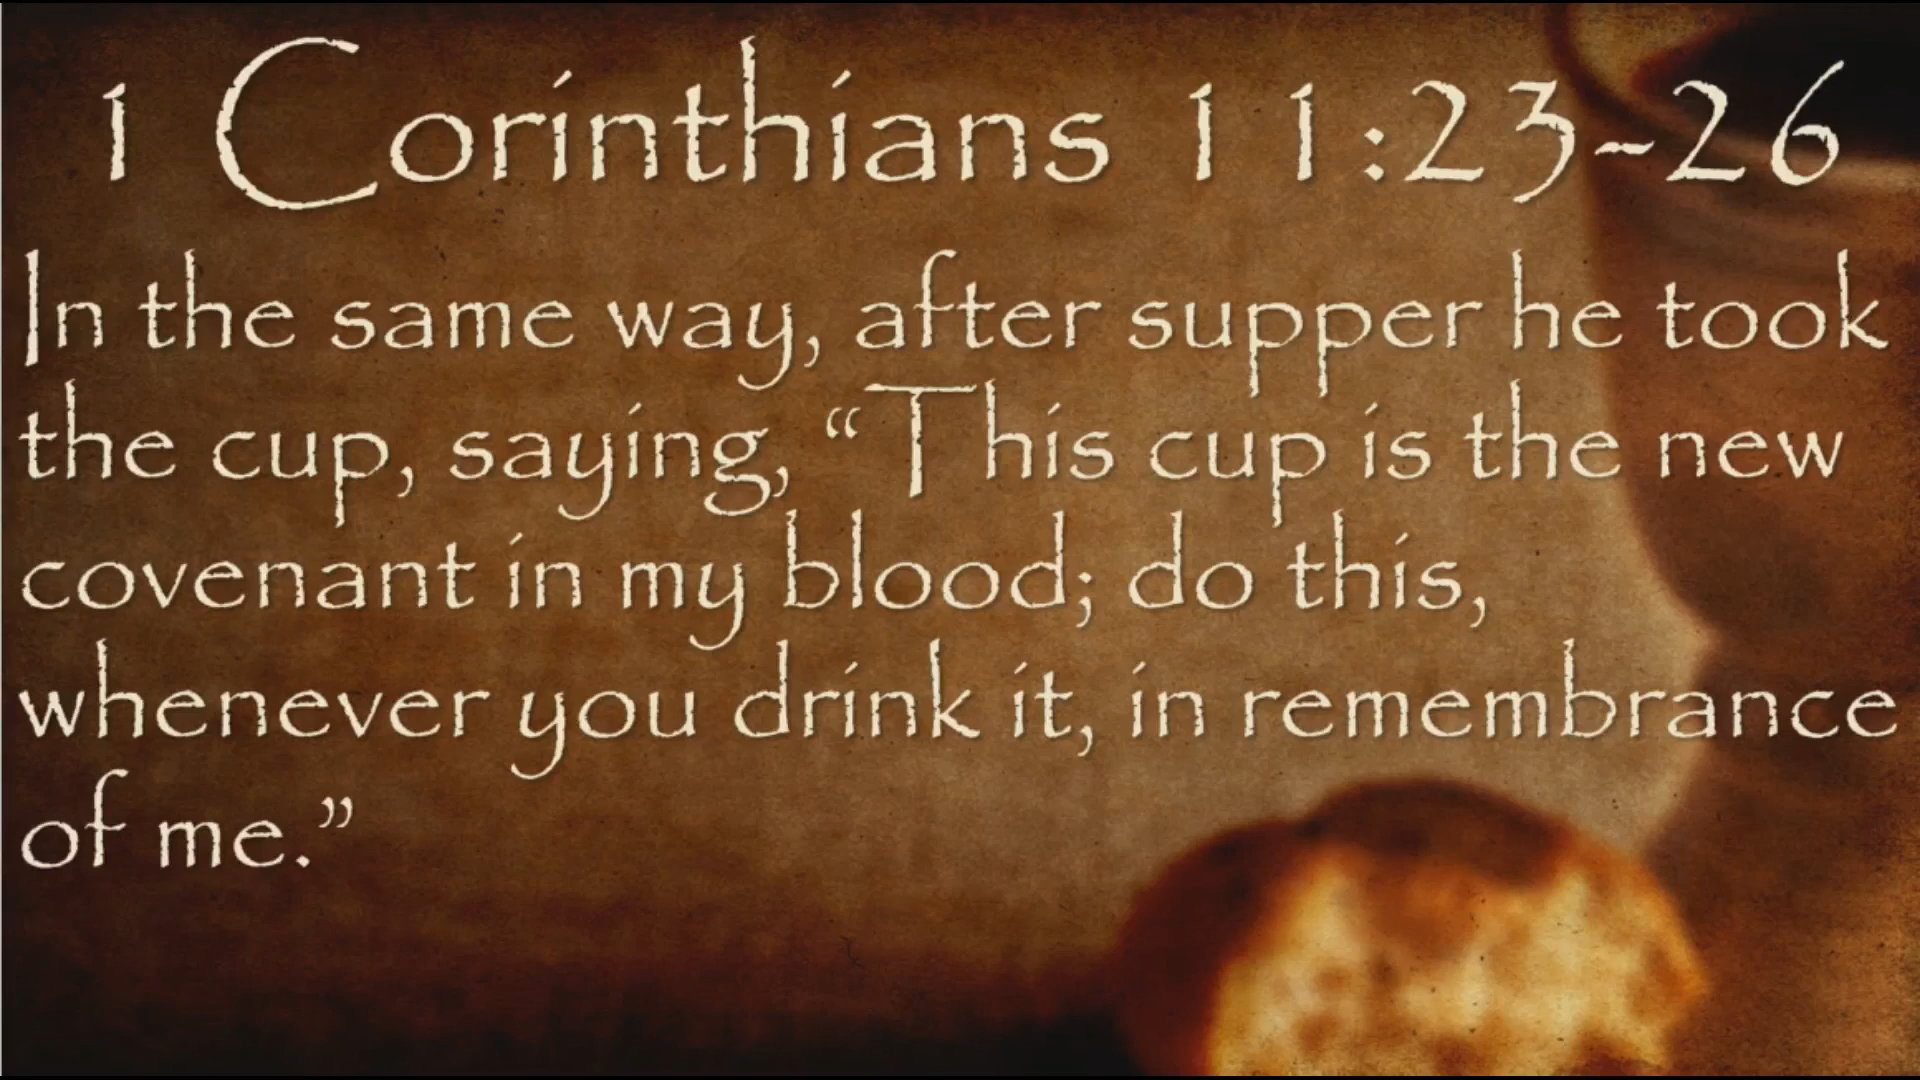 1 Corinthians 11:23-26
In the same way, after supper he took
the cup, saying, “This cup is the new
covenant in my blood; do this,
whenever you drink it, in remembrance
of me.”